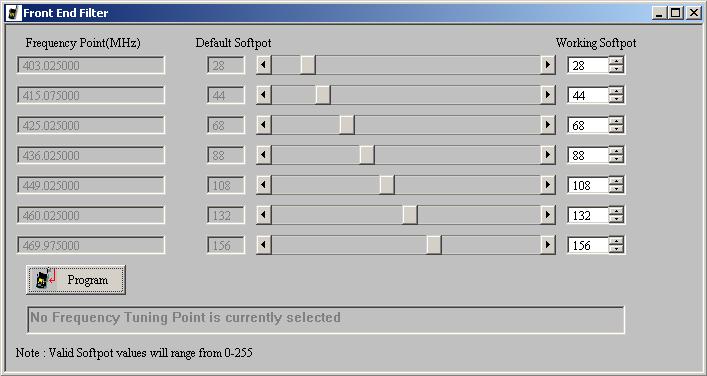 Front End Filter
Frequency Point(MHz) Default Softpot Working Softpot
403.025000 28 28
415.075000 44 44
425.025000 68 68
436.025000 88 88
449.025000 108 108
460.025000 132 132
469.975000 156 156
Program
No Frequency Tuning Point is currently selected
Note : Valid Softpot values will range from 0-255